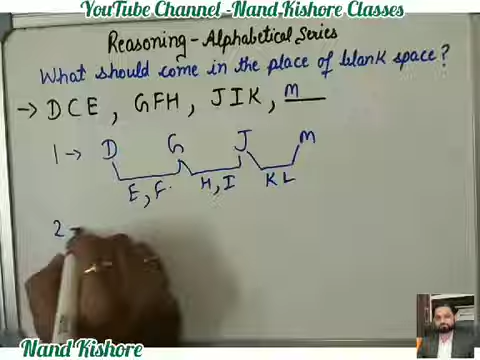 YouTube Channel -Nand Kishore Classes
Reasoning - Alphabetical Series
What should come in the place of blank space?
→ DCE, GFH, JIK, M
1 → D G J M
E, F. H, I K L
2 -
Nand Kishore